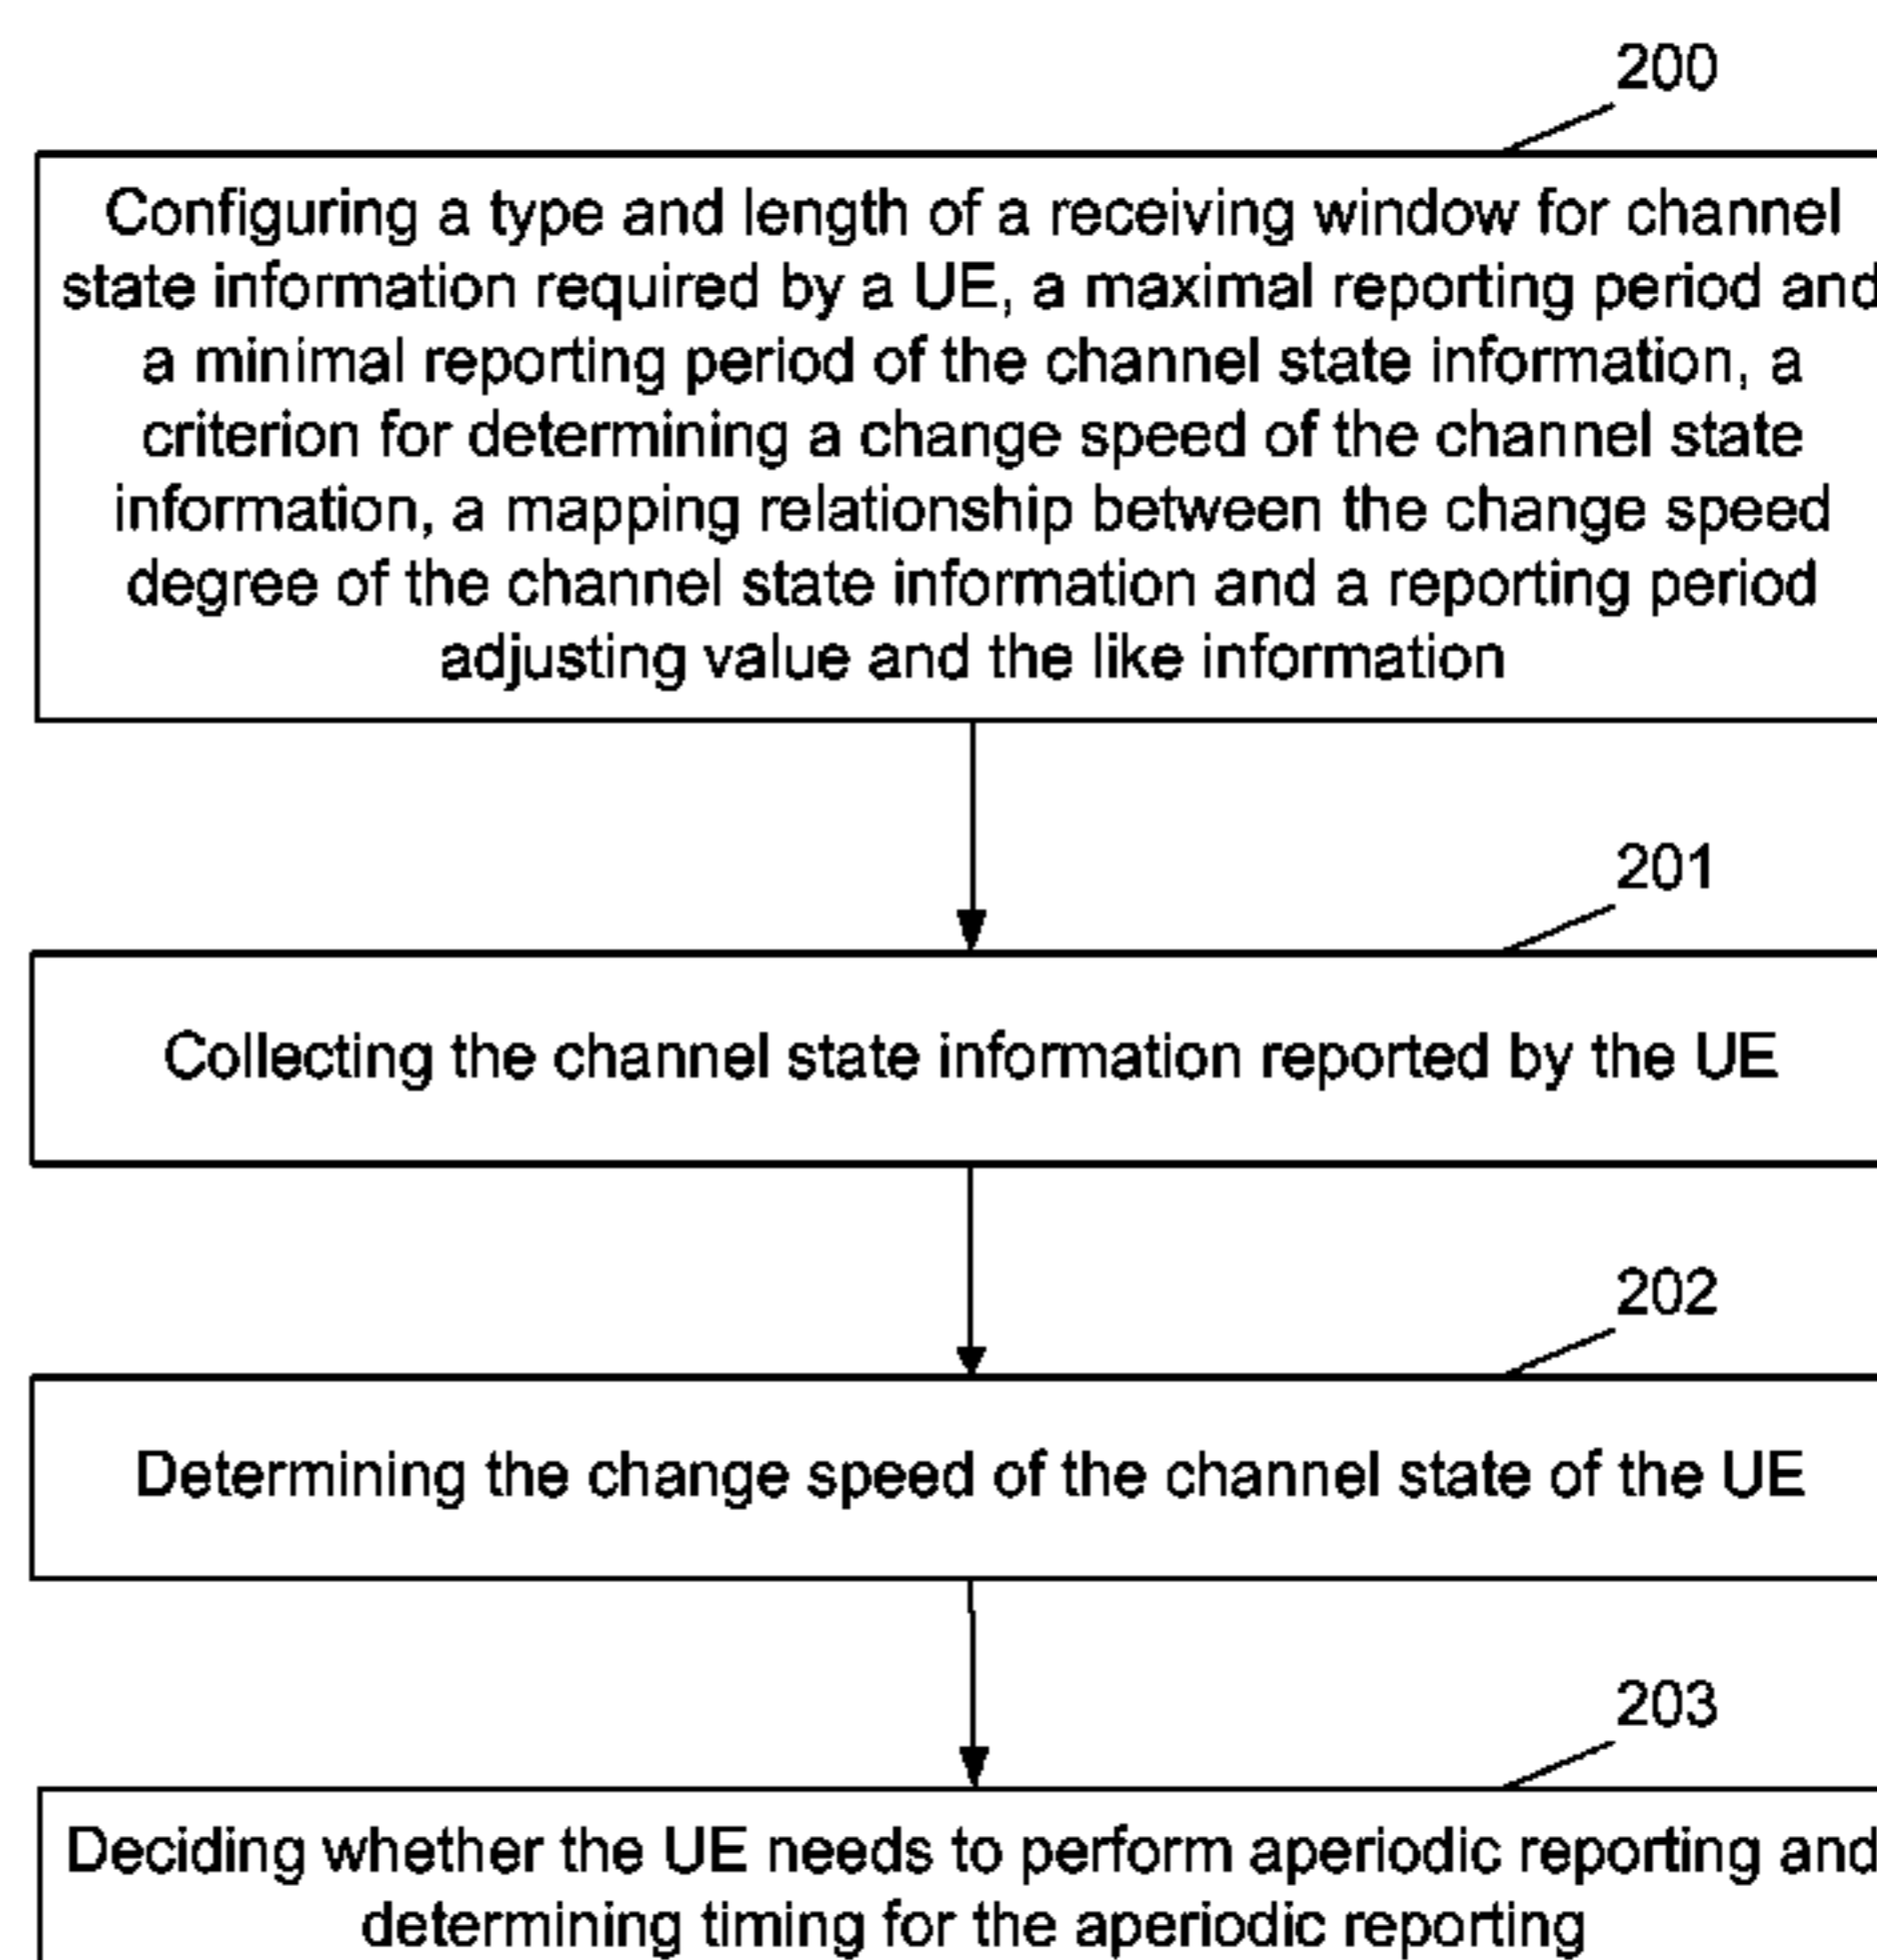 200
Configuring a type and length of a receiving window for channel
state information required by a UE, a maximal reporting period and
a minimal reporting period of the channel state information, a
criterion for determining a change speed of the channel state
information, a mapping relationship between the change speed
degree of the channel state information and a reporting period
adjusting value and the like information
201
Collecting the channel state information reported by the UE
202
Determining the change speed of the channel state of the UE
203
Deciding whether the UE needs to perform aperiodic reporting and
determining timing for the aperiodic reporting